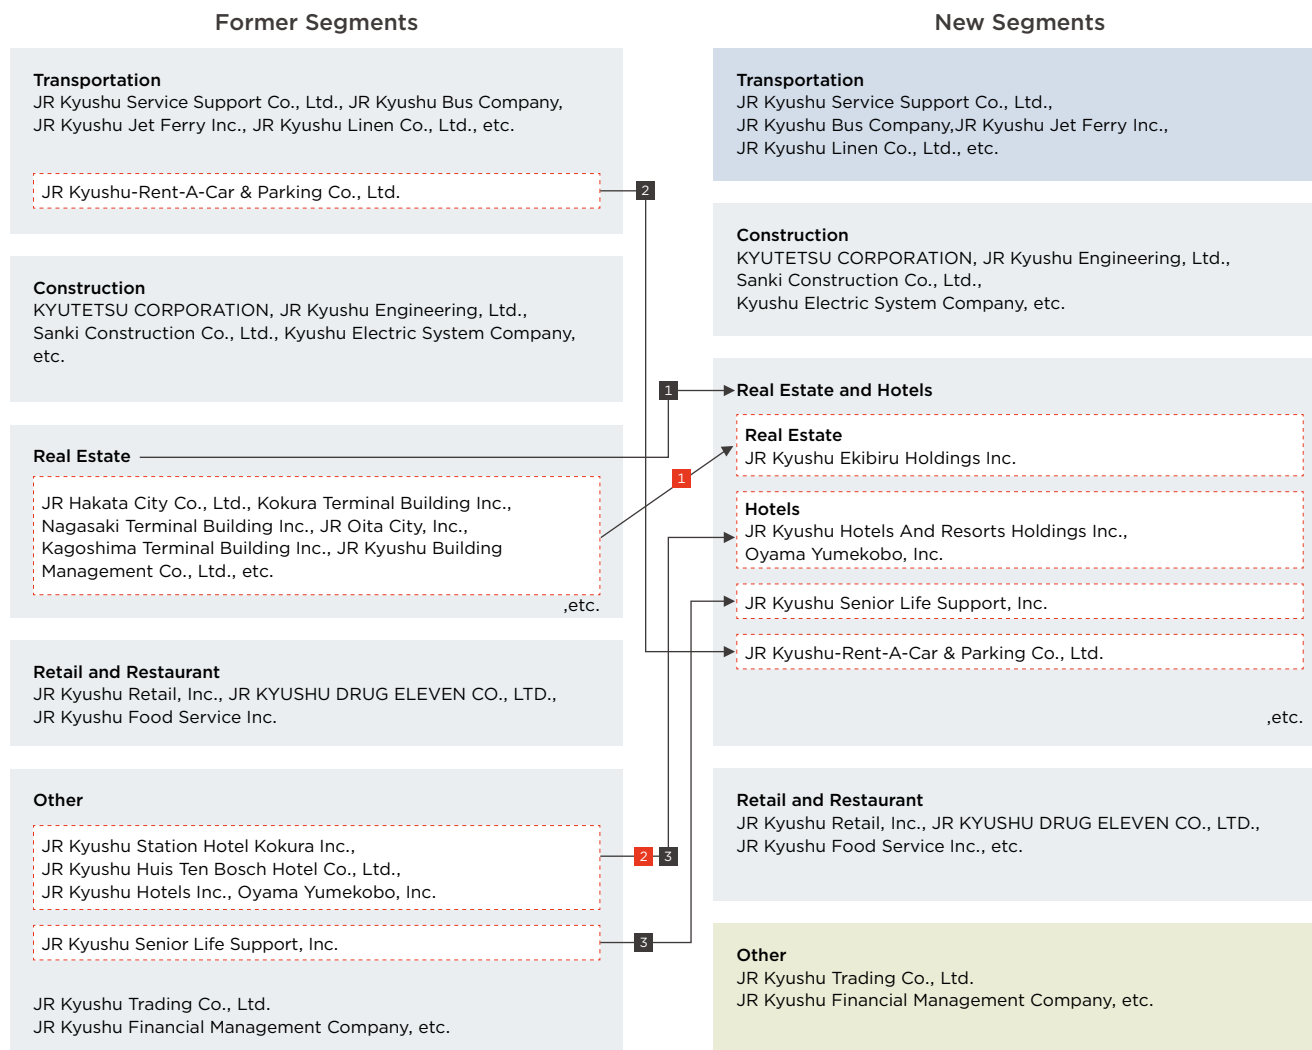 Former Segments
Transportation
JR Kyushu Service Support Co., Ltd., JR Kyushu Bus Company,
JR Kyushu Jet Ferry Inc., JR Kyushu Linen Co., Ltd., etc.
JR Kyushu-Rent-A-Car & Parking Co., Ltd.
2
Construction
KYUTETSU CORPORATION, JR Kyushu Engineering, Ltd.,
Sanki Construction Co., Ltd., Kyushu Electric System Company,
etc.
1
Real Estate
JR Hakata City Co., Ltd., Kokura Terminal Building Inc.,
Nagasaki Terminal Building Inc., JR Oita City, Inc.,
Kagoshima Terminal Building Inc., JR Kyushu Building
Management Co., Ltd., etc.
,etc.
1
Retail and Restaurant
JR Kyushu Retail, Inc., JR KYUSHU DRUG ELEVEN CO., LTD.,
JR Kyushu Food Service Inc.
Other
JR Kyushu Station Hotel Kokura Inc.,
JR Kyushu Huis Ten Bosch Hotel Co., Ltd.,
JR Kyushu Hotels Inc., Oyama Yumekobo, Inc.
2 3
JR Kyushu Senior Life Support, Inc.
3
JR Kyushu Trading Co., Ltd.
JR Kyushu Financial Management Company, etc.
New Segments
Transportation
JR Kyushu Service Support Co., Ltd.,
JR Kyushu Bus Company,JR Kyushu Jet Ferry Inc.,
JR Kyushu Linen Co., Ltd., etc.
Construction
KYUTETSU CORPORATION, JR Kyushu Engineering, Ltd.,
Sanki Construction Co., Ltd.,
Kyushu Electric System Company, etc.
Real Estate and Hotels
Real Estate
JR Kyushu Ekibiru Holdings Inc.
Hotels
JR Kyushu Hotels And Resorts Holdings Inc.,
Oyama Yumekobo, Inc.
JR Kyushu Senior Life Support, Inc.
JR Kyushu-Rent-A-Car & Parking Co., Ltd.
,etc.
Retail and Restaurant
JR Kyushu Retail, Inc., JR KYUSHU DRUG ELEVEN CO., LTD.,
JR Kyushu Food Service Inc., etc.
Other
JR Kyushu Trading Co., Ltd.
JR Kyushu Financial Management Company, etc.